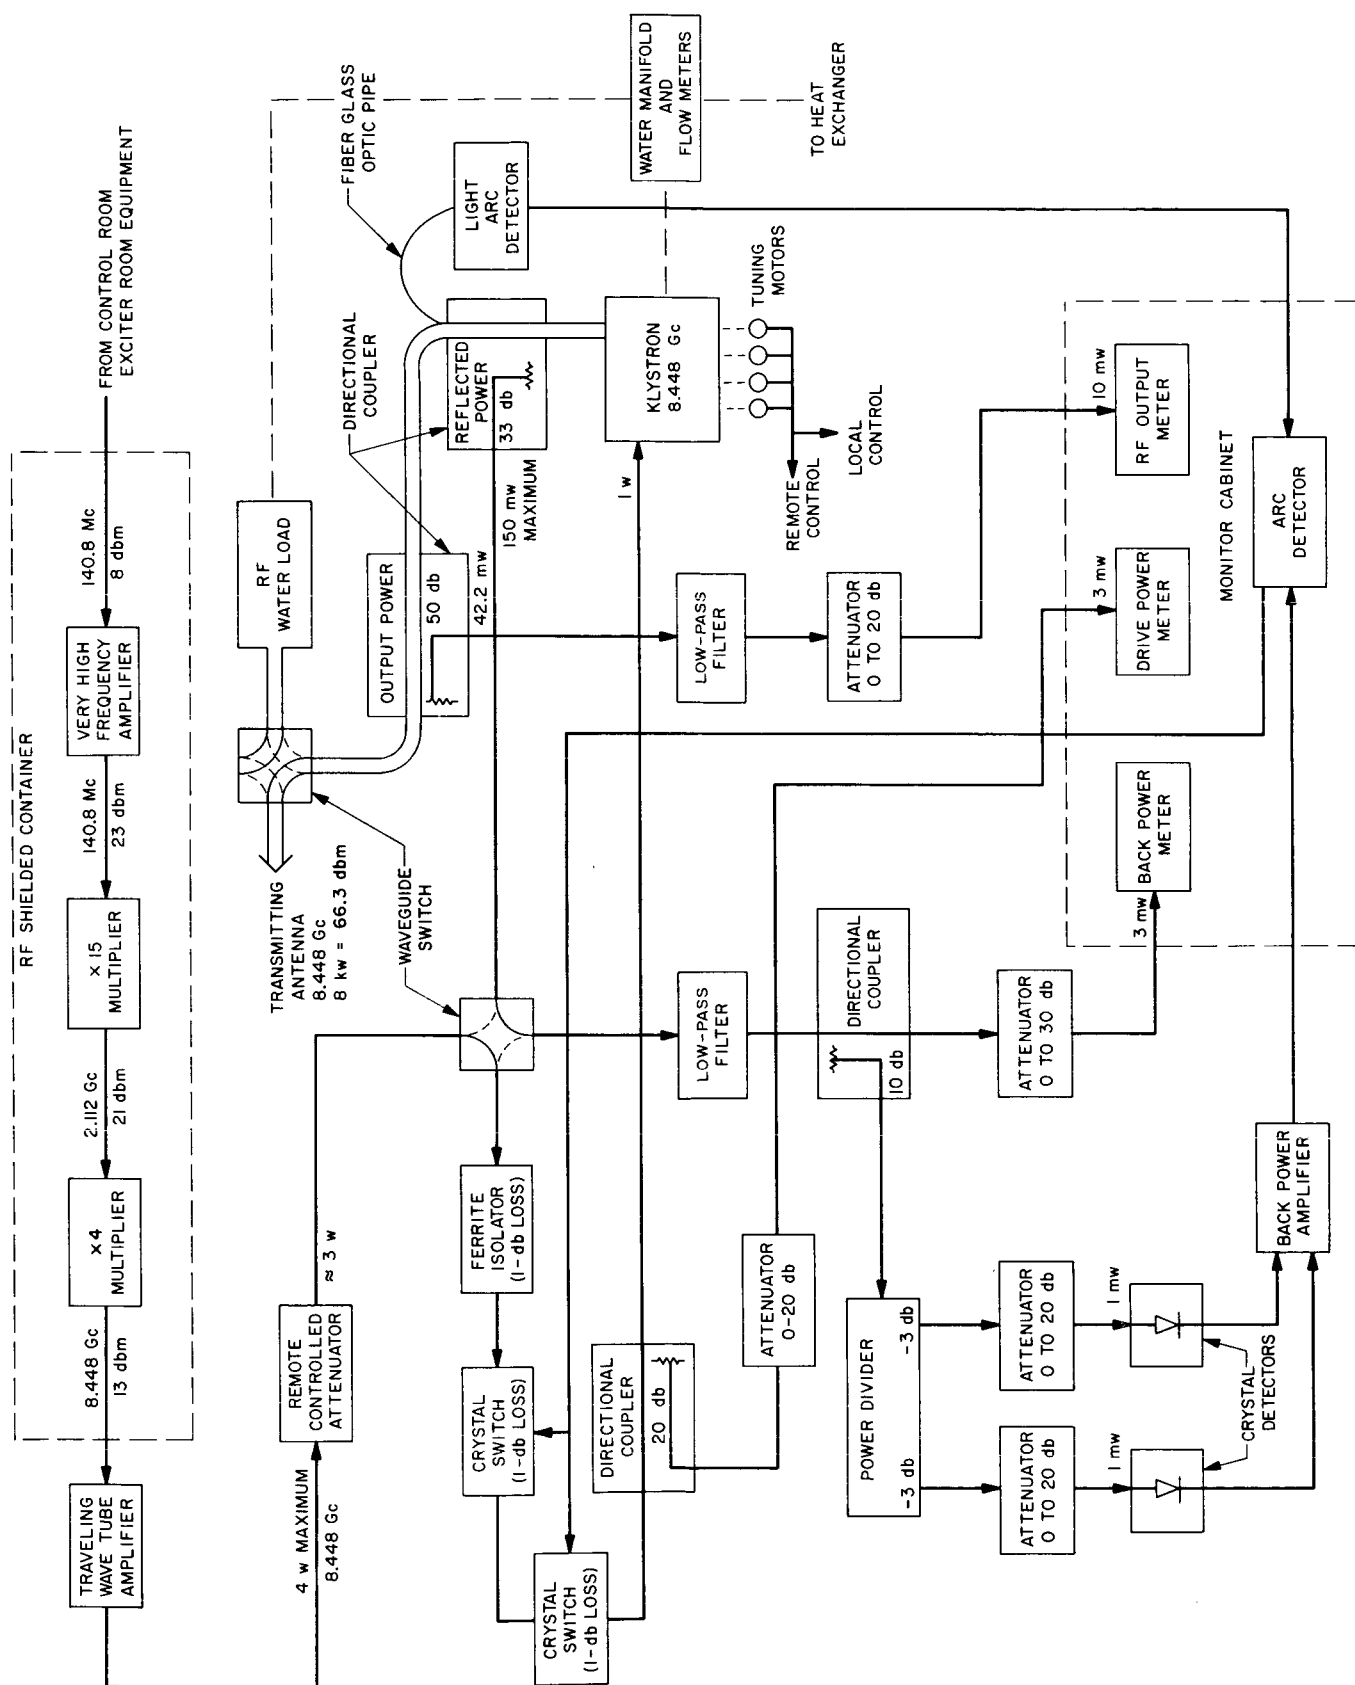 FROM CONTROL ROOM
EXCITER ROOM EQUIPMENT
RF SHIELDED CONTAINER
140.8 Mc
8 dbm
VERY HIGH
FREQUENCY
AMPLIFIER
140.8 Mc
23 dbm
x 15
MULTIPLIER
2.112 Gc
21 dbm
x 4
MULTIPLIER
8.448 Gc
13 dbm
TRAVELING
WAVE TUBE
AMPLIFIER
4 w MAXIMUM
8.448 Gc
REMOTE
CONTROLLED
ATTENUATOR
≈ 3 w
RF
WATER LOAD
TRANSMITTING
ANTENNA
8.448 Gc
8 kw = 66.3 dbm
WAVEGUIDE
SWITCH
FIBER GLASS
OPTIC PIPE
DIRECTIONAL
COUPLER
LIGHT
ARC
DETECTOR
WATER MANIFOLD
AND
FLOW METERS
TO HEAT
EXCHANGER
REFLECTED
POWER
33 db
150 mw
MAXIMUM
OUTPUT POWER
50 db
42.2 mw
KLYSTRON
8.448 Gc
TUNING
MOTORS
REMOTE
CONTROL
LOCAL
CONTROL
1 w
FERRITE
ISOLATOR
(1-db LOSS)
CRYSTAL
SWITCH
(1-db LOSS)
CRYSTAL
SWITCH
(1-db LOSS)
DIRECTIONAL
COUPLER
20 db
ATTENUATOR
0-20 db
LOW-PASS
FILTER
ATTENUATOR
0 TO 20 db
LOW-PASS
FILTER
DIRECTIONAL
COUPLER
10 db
ATTENUATOR
0 TO 30 db
POWER DIVIDER
-3 db
-3 db
ATTENUATOR
0 TO 20 db
ATTENUATOR
0 TO 20 db
1 mw
1 mw
CRYSTAL
DETECTORS
BACK POWER
AMPLIFIER
MONITOR CABINET
10 mw
RF OUTPUT
METER
3 mw
DRIVE POWER
METER
3 mw
BACK POWER
METER
ARC
DETECTOR